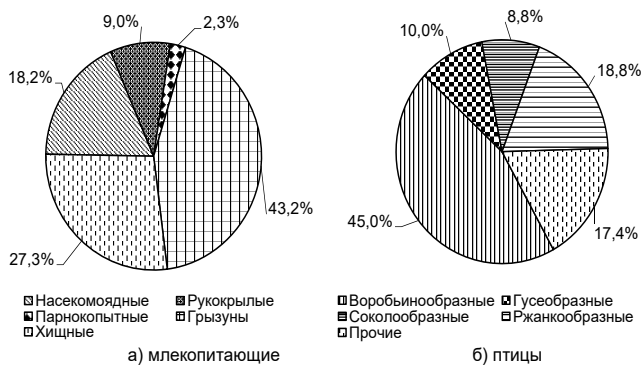 9,0%
2,3%
18,2%
43,2%
27,3%
Насекомоядные Рукокрылые
Парнокопытные Грызуны
Хищные
а) млекопитающие
8,8%
10,0%
18,8%
45,0%
17,4%
Воробьинообразные Гусеобразные
Соколообразные Ржанкообразные
Прочие
б) птицы